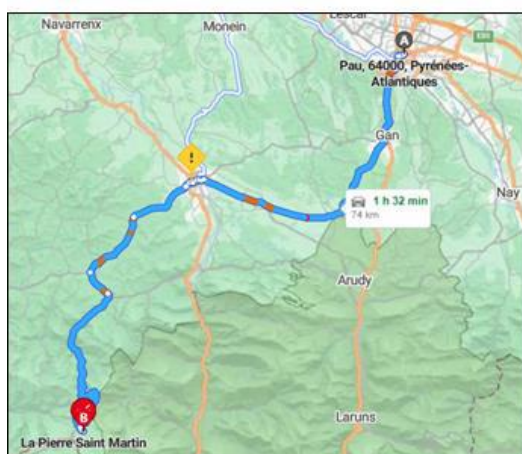 Navarrenx
Monein
Lescar
A
Pau, 64000, Pyrénées-
Atlantiques
Gan
Nay
1 h 32 min
74 km
Arudy
B
La Pierre Saint Martin
Laruns